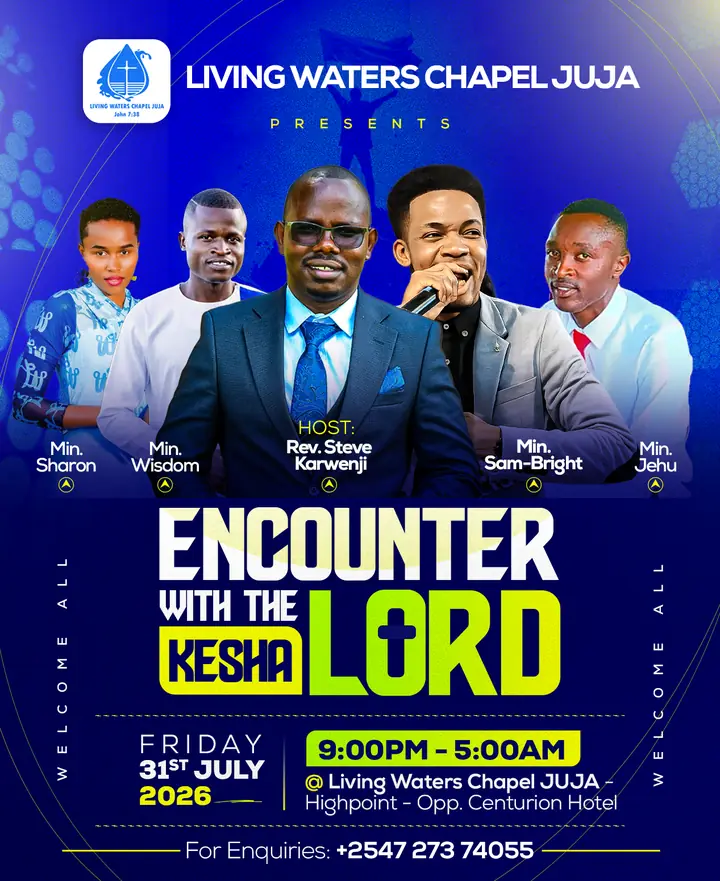 LIVING WATERS CHAPEL JUJA
John 7:38
LIVING WATERS CHAPEL JUJA
PRESENTS
HOST:
Rev. Steve
Karwenji
Min.
Sharon
Min.
Wisdom
Min.
Sam-Bright
Min.
Jehu
ENCOUNTER
WITH THE
KESHA
LORD
WELCOME ALL
WELCOME ALL
FRIDAY
31ST JULY
2026
9:00PM - 5:00AM
@ Living Waters Chapel JUJA -
Highpoint - Opp. Centurion Hotel
For Enquiries: +2547 273 74055